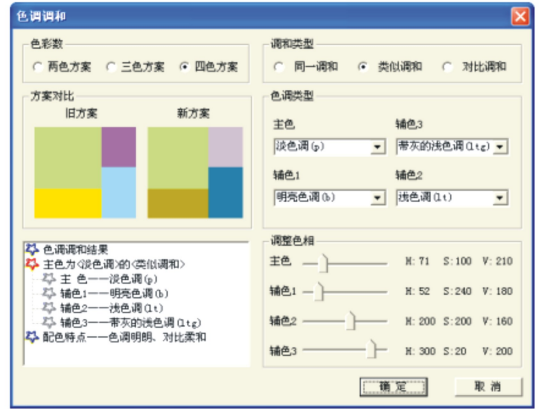 色调调和
色彩数
两色方案 三色方案 四色方案
调和类型
同一调和 类似调和 对比调和
方案对比
旧方案 新方案
色调类型
主色 辅色3
淡色调(p) 带灰的浅色调(ltg)
辅色1 辅色2
明亮色调(b) 浅色调(lt)
色调调和结果
主色为<淡色调>的<类似调和>
主 色——淡色调(p)
辅色1——明亮色调(b)
辅色2——浅色调(lt)
辅色3——带灰的浅色调(ltg)
配色特点——色调明朗、对比柔和
调整色相
主色 H: 71 S:100 V: 210
辅色1 H: 52 S:240 V: 180
辅色2 H: 200 S:200 V: 160
辅色3 H: 300 S:20 V: 200
确 定 取 消